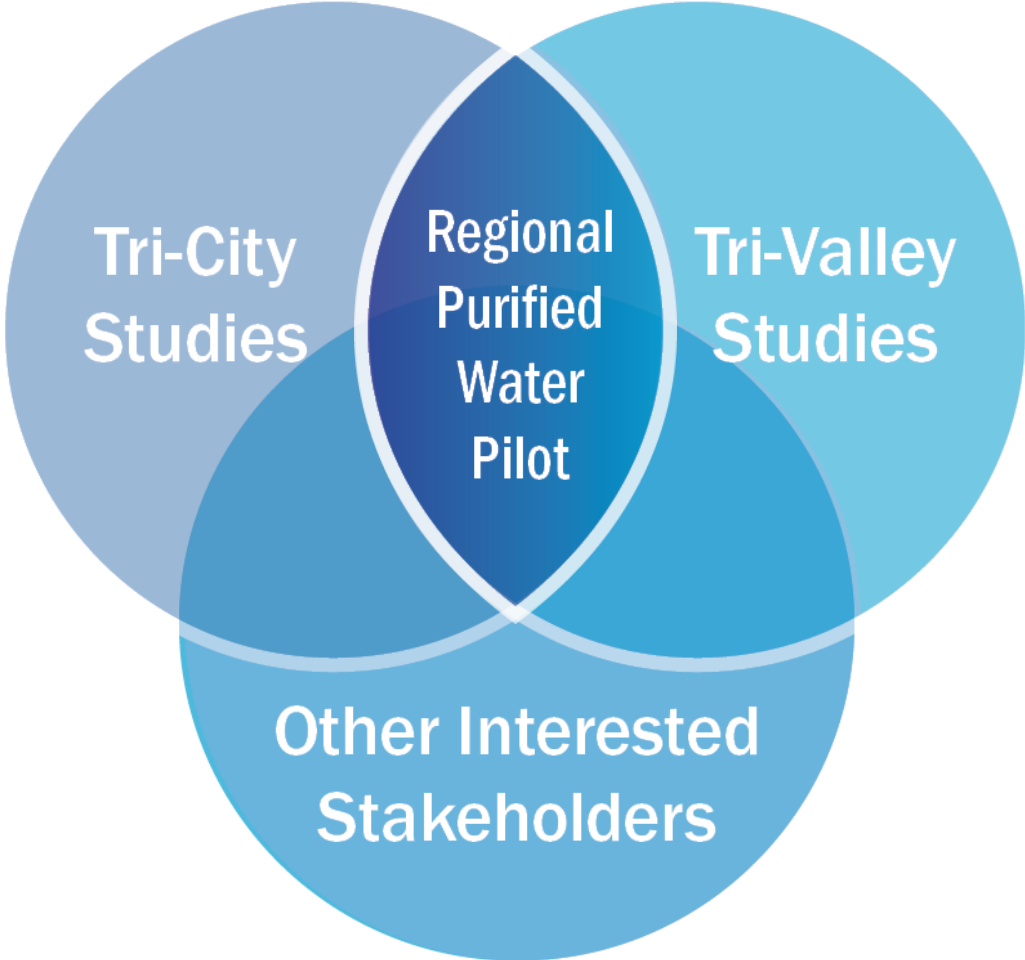 Tri-City
Studies
Regional
Purified
Water
Pilot
Tri-Valley
Studies
Other Interested
Stakeholders